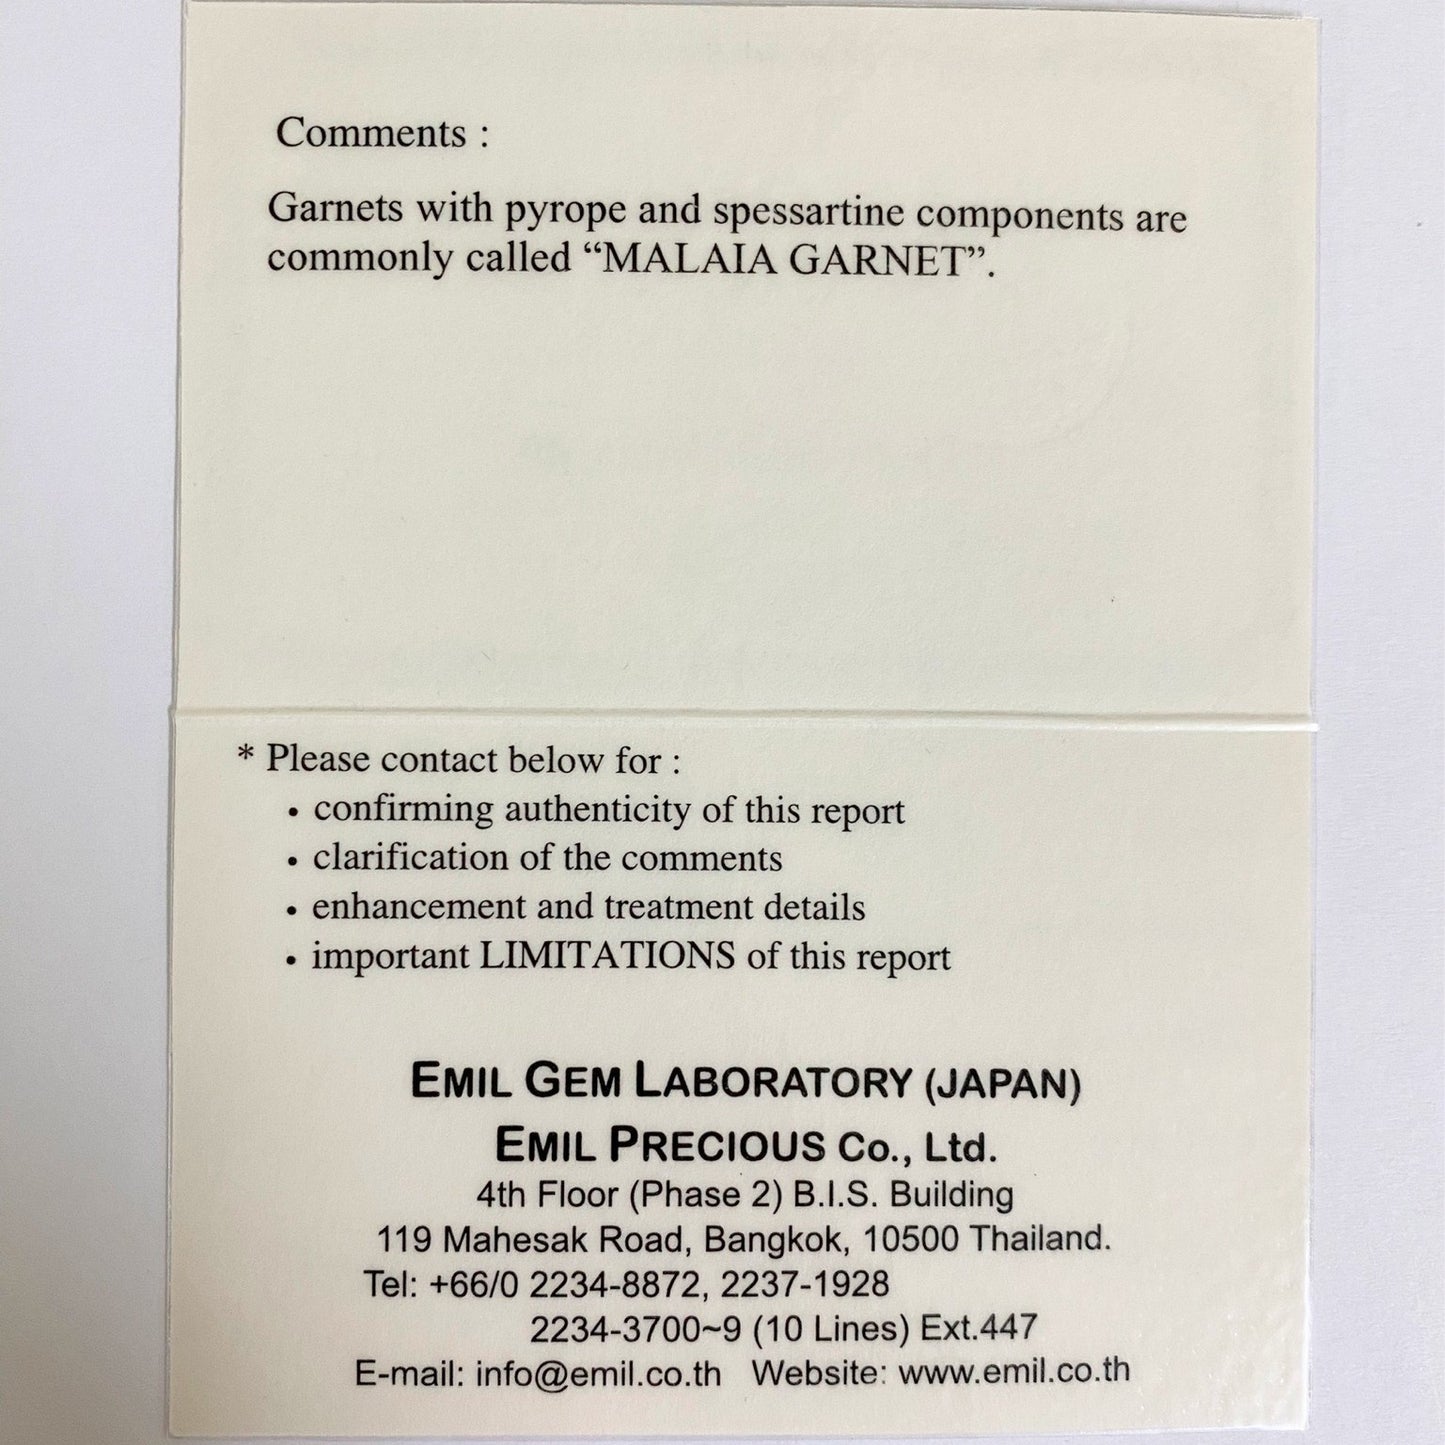 Comments :
Garnets with pyrope and spessartine components are
commonly called “MALAIA GARNET”.
* Please contact below for :
• confirming authenticity of this report
• clarification of the comments
• enhancement and treatment details
• important LIMITATIONS of this report
EMIL GEM LABORATORY (JAPAN)
EMIL PRECIOUS Co., Ltd.
4th Floor (Phase 2) B.I.S. Building
119 Mahesak Road, Bangkok, 10500 Thailand.
Tel: +66/0 2234-8872, 2237-1928
2234-3700~9 (10 Lines) Ext.447
E-mail: info@emil.co.th Website: www.emil.co.th